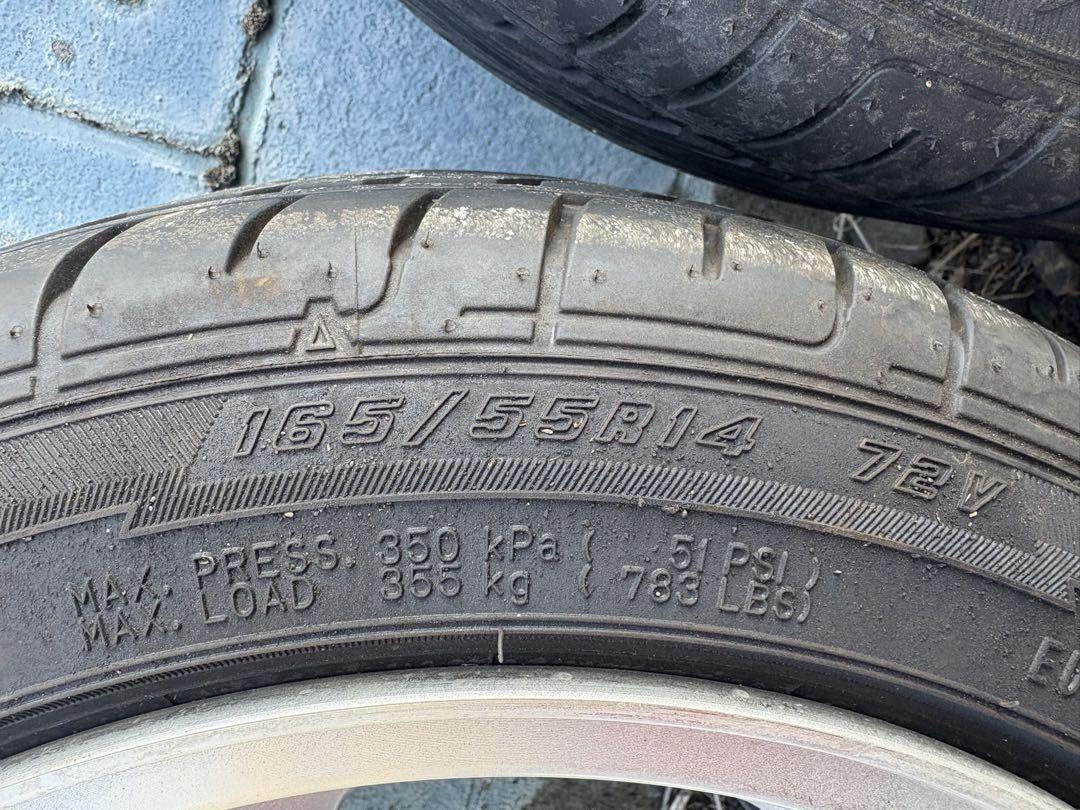 Δ
165/55R14 72V
MAX. PRESS. 350 kPa ( 51 PSI )
MAX. LOAD 355 kg ( 783 LBS)